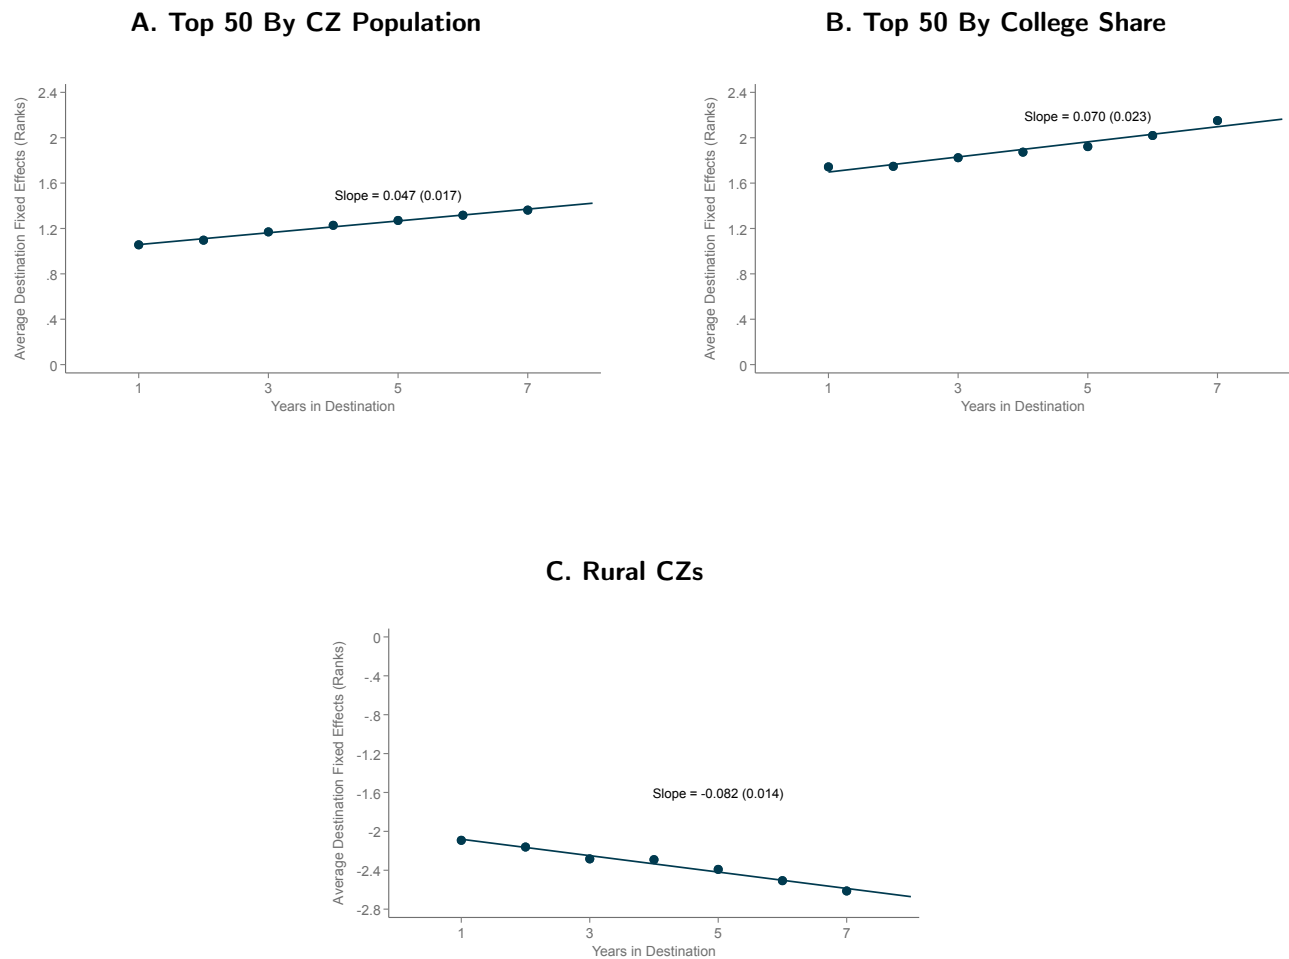 A. Top 50 By CZ Population
Average Destination Fixed Effects (Ranks)
2.4
2
1.6
1.2
.8
.4
0
Slope = 0.047 (0.017)
1 3 5 7
Years in Destination
B. Top 50 By College Share
Average Destination Fixed Effects (Ranks)
2.4
2
1.6
1.2
.8
.4
0
Slope = 0.070 (0.023)
1 3 5 7
Years in Destination
C. Rural CZs
Average Destination Fixed Effects (Ranks)
0
-.4
-.8
-1.2
-1.6
-2
-2.4
-2.8
Slope = -0.082 (0.014)
1 3 5 7
Years in Destination